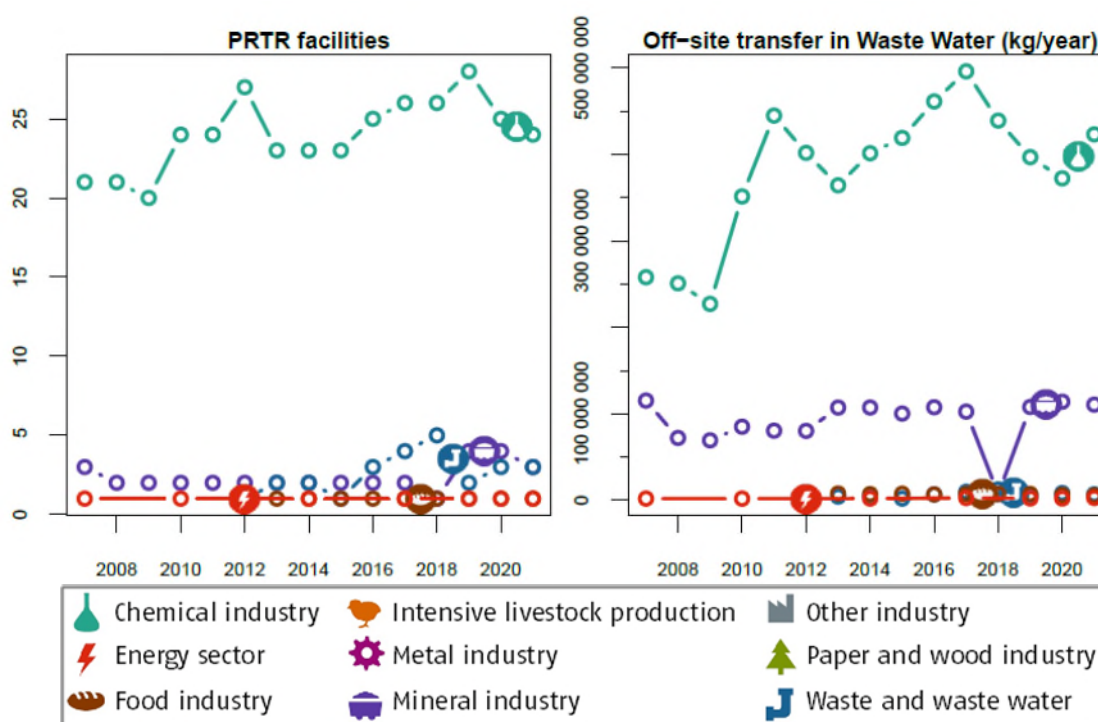 PRTR facilities
25
20
15
10
5
0
2008 2010 2012 2014 2016 2018 2020
Off−site transfer in Waste Water (kg/year)
500 000 000
300 000 000
100 000 000
0
2008 2010 2012 2014 2016 2018 2020
Chemical industry Intensive livestock production Other industry
Energy sector Metal industry Paper and wood industry
Food industry Mineral industry Waste and waste water